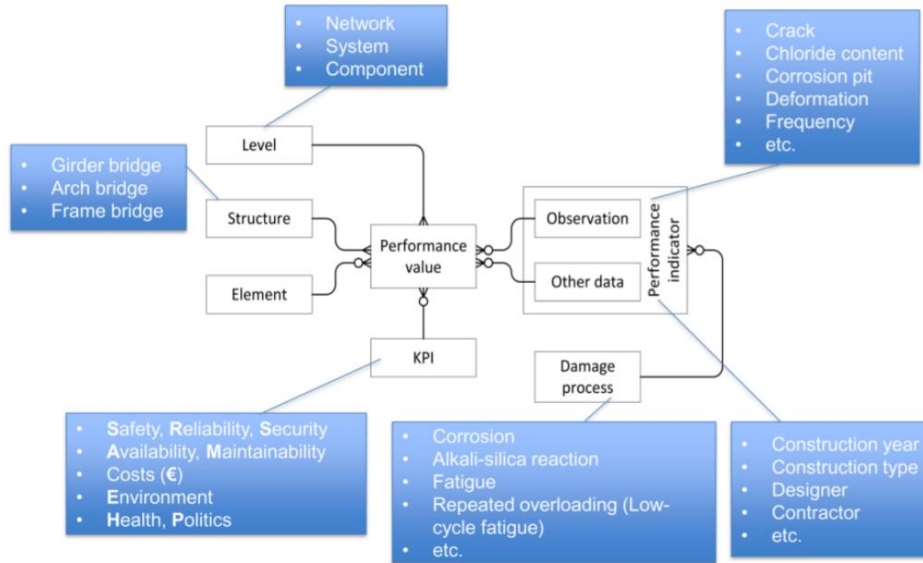 • Network
• System
• Component
• Crack
• Chloride content
• Corrosion pit
• Deformation
• Frequency
• etc.
Level
• Girder bridge
• Arch bridge
• Frame bridge
Structure
Element
Performance
value
KPI
Observation
Other data
Performance
indicator
Damage
process
• Safety, Reliability, Security
• Availability, Maintainability
• Costs (€)
• Environment
• Health, Politics
• Corrosion
• Alkali-silica reaction
• Fatigue
• Repeated overloading (Low-
cycle fatigue)
• etc.
• Construction year
• Construction type
• Designer
• Contractor
• etc.